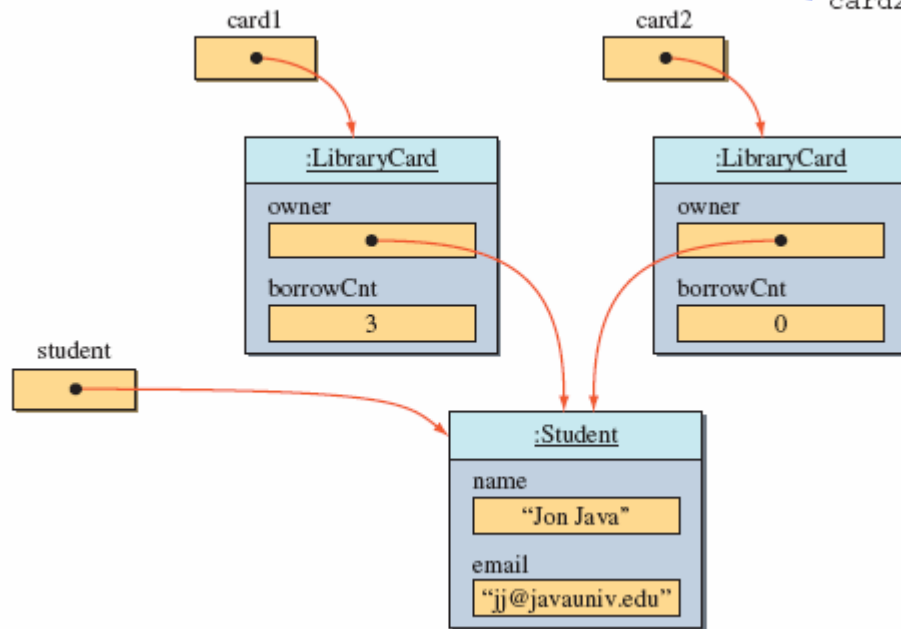 card2
card1
card2
:LibraryCard
:LibraryCard
owner
owner
borrowCnt
borrowCnt
3
0
student
:Student
name
“Jon Java”
email
“jj@javauniv.edu”